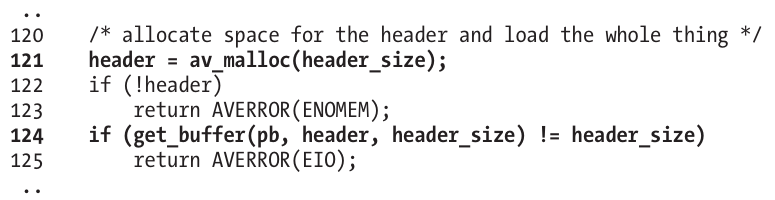 ..
120    /* allocate space for the header and load the whole thing */
121    header = av_malloc(header_size);
122    if (!header)
123        return AVERROR(ENOMEM);
124    if (get_buffer(pb, header, header_size) != header_size)
125        return AVERROR(EIO);
..